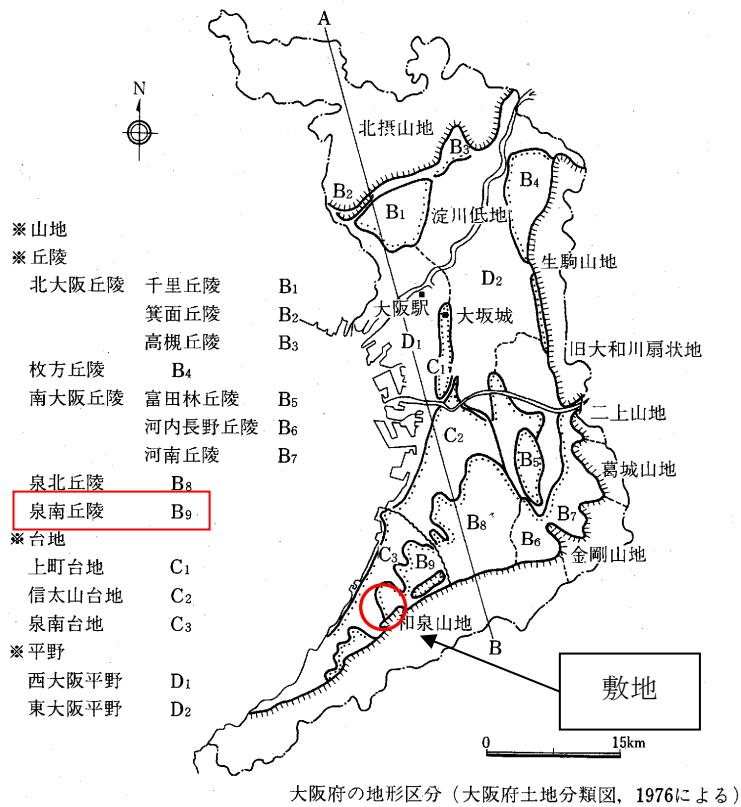 A
N
北摂山地
B₃
B₂
B₁
淀川低地
B₄
生駒山地
D₂
大阪駅
大坂城
D₁
C₁
旧大和川扇状地
二上山地
C₂
B₅
葛城山地
B₈
B₇
B₆
金剛山地
C₃
B₉
和泉山地
B
※山地
※丘陵
北大阪丘陵 千里丘陵 B₁
箕面丘陵 B₂
高槻丘陵 B₃
枚方丘陵 B₄
南大阪丘陵 富田林丘陵 B₅
河内長野丘陵 B₆
河南丘陵 B₇
泉北丘陵 B₈
泉南丘陵 B₉
※台地
上町台地 C₁
信太山台地 C₂
泉南台地 C₃
※平野
西大阪平野 D₁
東大阪平野 D₂
敷地
0 15km
大阪府の地形区分(大阪府土地分類図, 1976による)